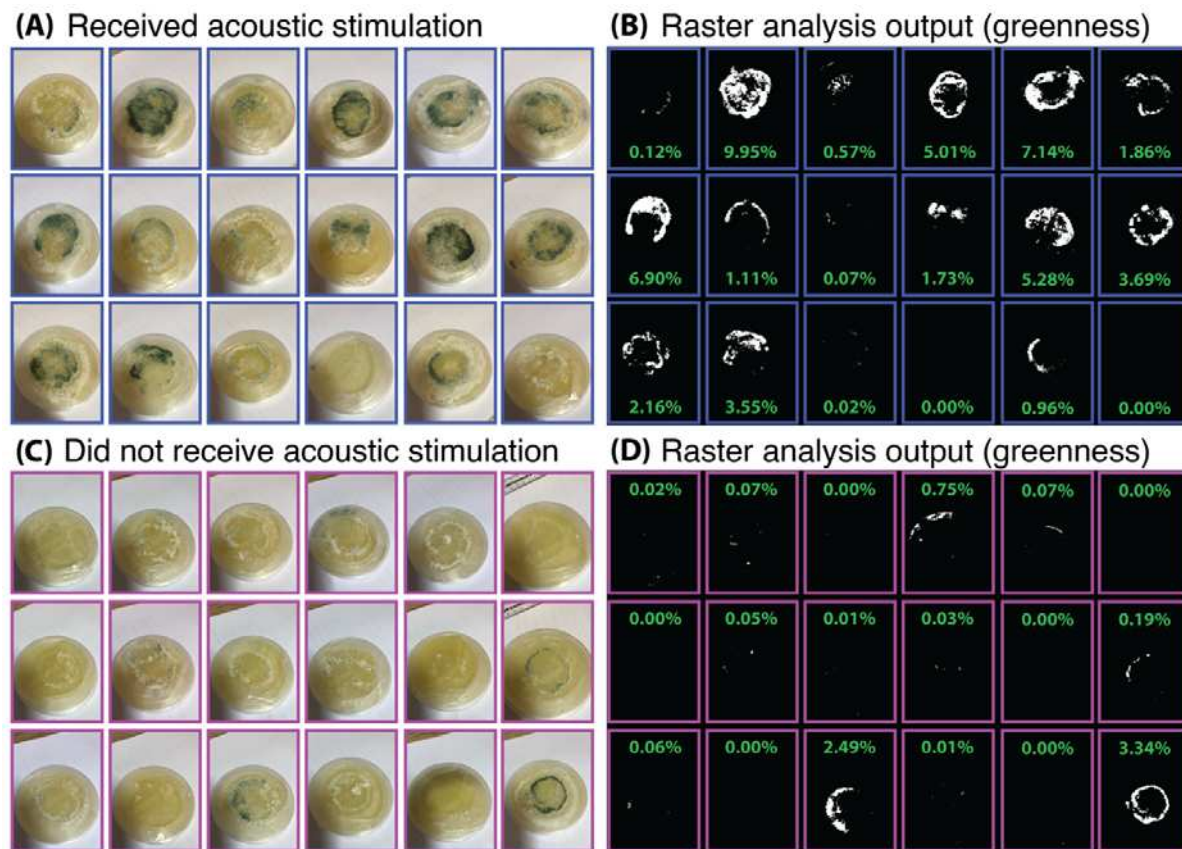 (A) Received acoustic stimulation
(B) Raster analysis output (greenness)
0.12% 9.95% 0.57% 5.01% 7.14% 1.86%
6.90% 1.11% 0.07% 1.73% 5.28% 3.69%
2.16% 3.55% 0.02% 0.00% 0.96% 0.00%
(C) Did not receive acoustic stimulation
(D) Raster analysis output (greenness)
0.02% 0.07% 0.00% 0.75% 0.07% 0.00%
0.00% 0.05% 0.01% 0.03% 0.00% 0.19%
0.06% 0.00% 2.49% 0.01% 0.00% 3.34%